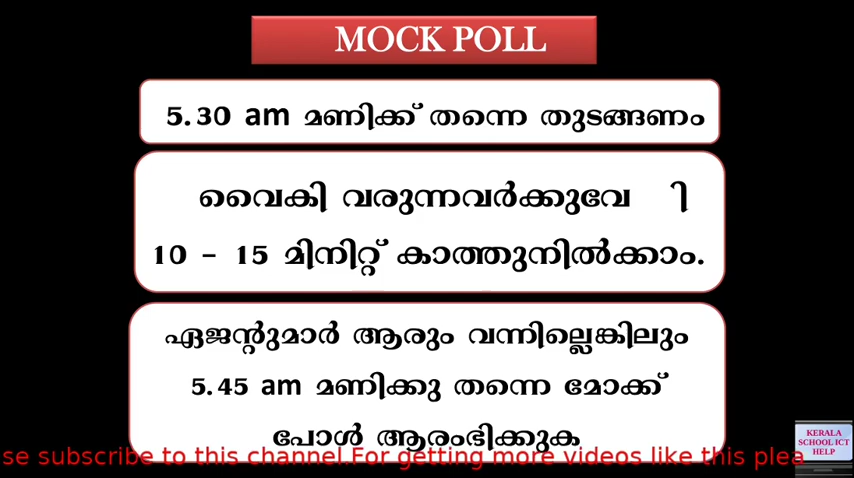 MOCK POLL
5.30 am മണിക്ക് തന്നെ തുടങ്ങണം
വൈകി വരുന്നവർക്കുവേ ി
10 - 15 മിനിറ്റ് കാത്തുനിൽക്കാം.
ഏജന്റുമാർ ആരും വന്നില്ലെങ്കിലും
5.45 am മണിക്കു തന്നെ മോക്ക്
പോൾ ആരംഭിക്കുക
se subscribe to this channel.For getting more videos like this plea
KERALA
SCHOOL ICT
HELP